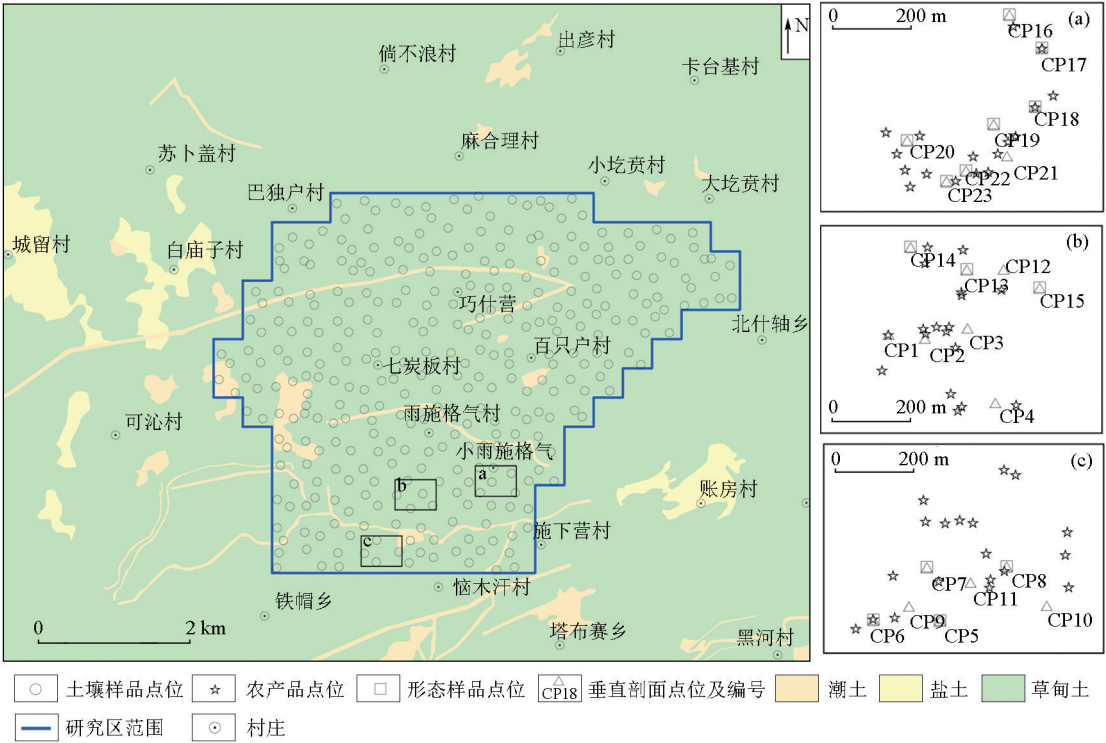 N
出彦村
倘不浪村
卡台基村
麻合理村
苏卜盖村
小圪贲村
大圪贲村
巴独户村
城留村
白庙子村
巧什营
北什轴乡
百只户村
七炭板村
雨施格气村
可沁村
小雨施格气
a
b
账房村
施下营村
c
恼木汗村
铁帽乡
塔布赛乡
黑河村
0 2 km
0 200 m
(a)
CP16
CP17
CP18
CP19
CP20
CP21
CP22
CP23
(b)
CP14
CP12
CP13
CP15
CP3
CP1
CP2
0 200 m
CP4
(c)
0 200 m
CP7
CP8
CP11
CP9
CP10
CP6
CP5
土壤样品点位
农产品点位
形态样品点位
CP18
垂直剖面点位及编号
潮土
盐土
草甸土
研究区范围
村庄